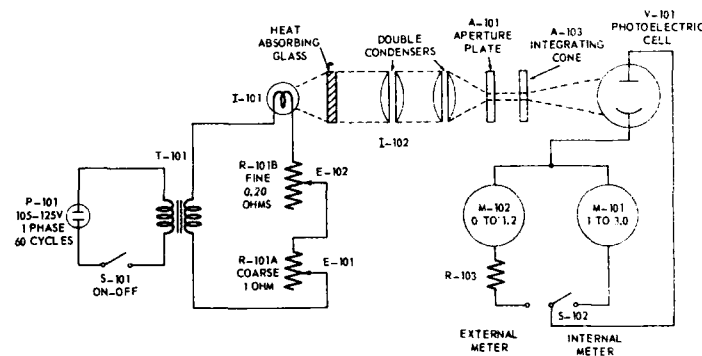 V-101
PHOTOELECTRIC
CELL
A-103
INTEGRATING
CONE
A-101
APERTURE
PLATE
DOUBLE
CONDENSERS
HEAT
ABSORBING
GLASS
I-101
I-102
T-101
P-101
105-125V
1 PHASE
60 CYCLES
S-101
ON-OFF
R-101B
FINE
0.20
OHMS
E-102
R-101A
COARSE
1 OHM
E-101
M-102
0 TO 1.2
M-101
1 TO 3.0
R-103
S-102
EXTERNAL
METER
INTERNAL
METER